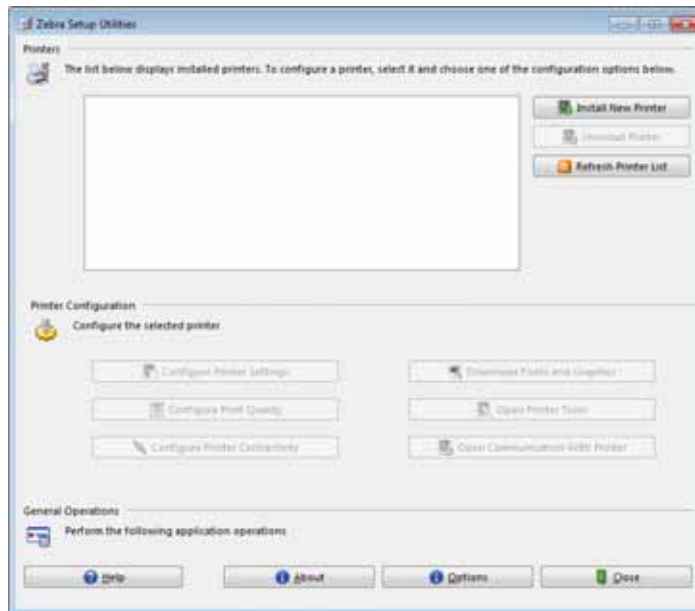 Zebra Setup Utilities
Printers
The list below displays installed printers. To configure a printer, select it and choose one of the configuration options below.
Install New Printer
Uninstall Printer
Refresh Printer List
Printer Configuration
Configure the selected printer
Configure Printer Settings
Download Fonts and Graphics
Configure Print Quality
Open Printer Tools
Configure Printer Connectivity
Open Communication With Printer
General Operations
Perform the following application operations
Help
About
Options
Close